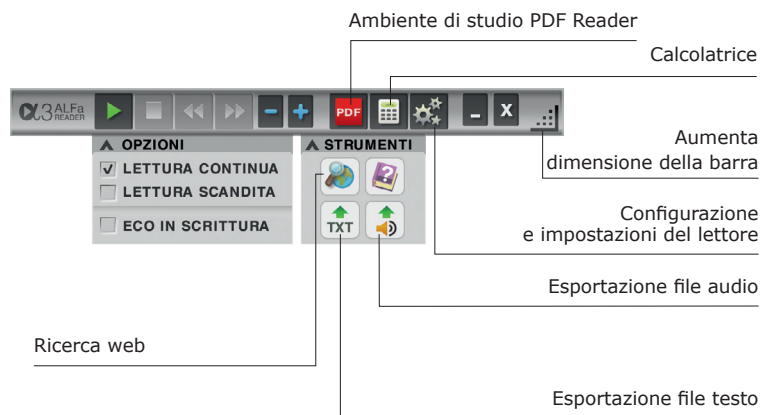 Ambiente di studio PDF Reader
Calcolatrice
α3 ALFa READER
PDF
X
Aumenta
dimensione della barra
OPZIONI
STRUMENTI
LETTURA CONTINUA
LETTURA SCANDITA
ECO IN SCRITTURA
TXT
Configurazione
e impostazioni del lettore
Esportazione file audio
Ricerca web
Esportazione file testo